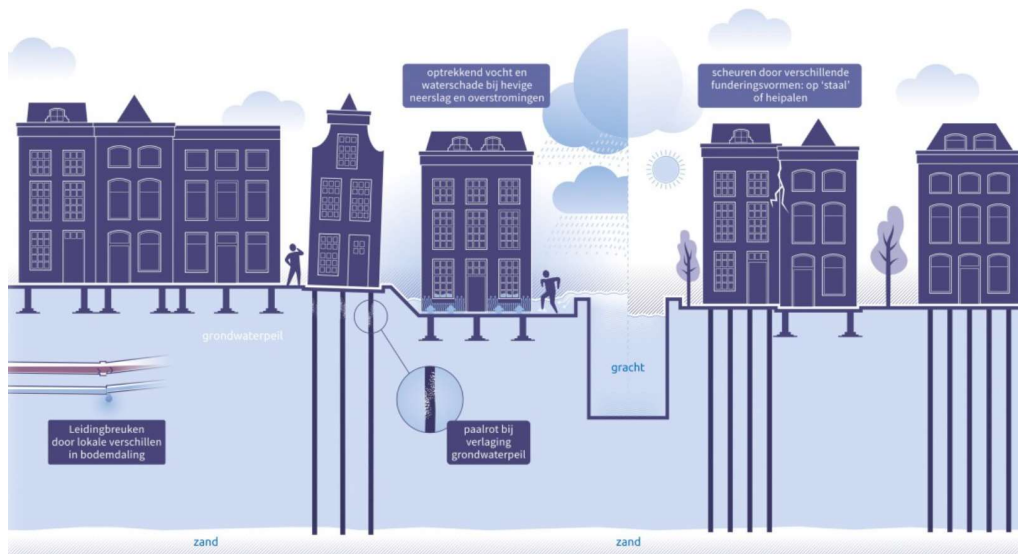 optrekkend vocht en
waterschade bij hevige
neerslag en overstromingen
scheuren door verschillende
funderingsvormen: op ‘staal’
of heipalen
grondwaterpeil
gracht
Leidingbreuken
door lokale verschillen
in bodemdaling
paalrot bij
verlaging
grondwaterpeil
zand
zand